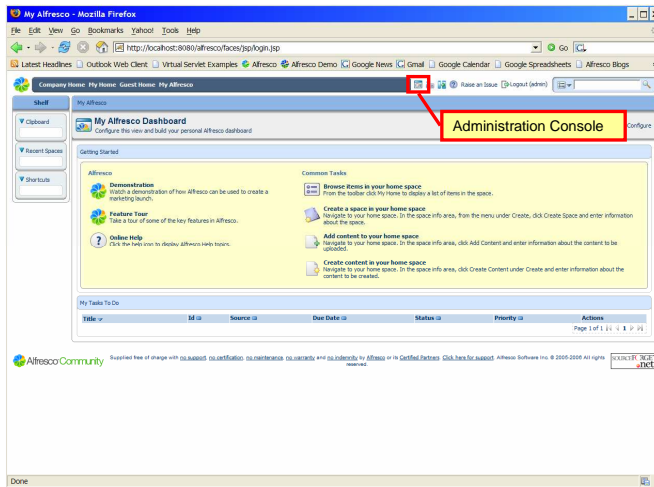 My Alfresco - Mozilla Firefox
File Edit View Go Bookmarks Yahoo! Tools Help
http://localhost:8080/alfresco/faces/jsp/login.jsp
Go
Latest Headlines Outlook Web Client Virtual Servlet Examples Alfresco Alfresco Demo Google News Gmail Google Calendar Google Spreadsheets Alfresco Blogs
Company Home My Home Guest Home My Alfresco
Raise an Issue Logout (admin)
Shelf
My Alfresco
Administration Console
Clipboard
My Alfresco Dashboard
Configure this view and build your personal Alfresco dashboard
Configure
Recent Spaces
Getting Started
Shortcuts
Alfresco
Demonstration
Watch a demonstration of how Alfresco can be used to create a marketing launch.
Feature Tour
Take a tour of some of the key features in Alfresco.
Online Help
Click the help icon to display Alfresco Help topics.
Common Tasks
Browse items in your home space
From the toolbar click My Home to display a list of items in the space.
Create a space in your home space
Navigate to your home space. In the space info area, from the menu under Create, click Create Space and enter information
about the space.
Add content to your home space
Navigate to your home space. In the space info area, click Add Content and enter information about the content to be
uploaded.
Create content in your home space
Navigate to your home space. In the space info area, click Create Content under Create and enter information about the
content to be created.
My Tasks To Do
Title Id Source Due Date Status Priority Actions
Page 1 of 1 1
Alfresco Community
Supplied free of charge with no support, no certification, no maintenance, no warranty and no indemnity by Alfresco or its Certified Partners. Click here for support. Alfresco Software Inc. © 2005-2006 All rights
reserved.
SOURCEFORGE
.net
Done